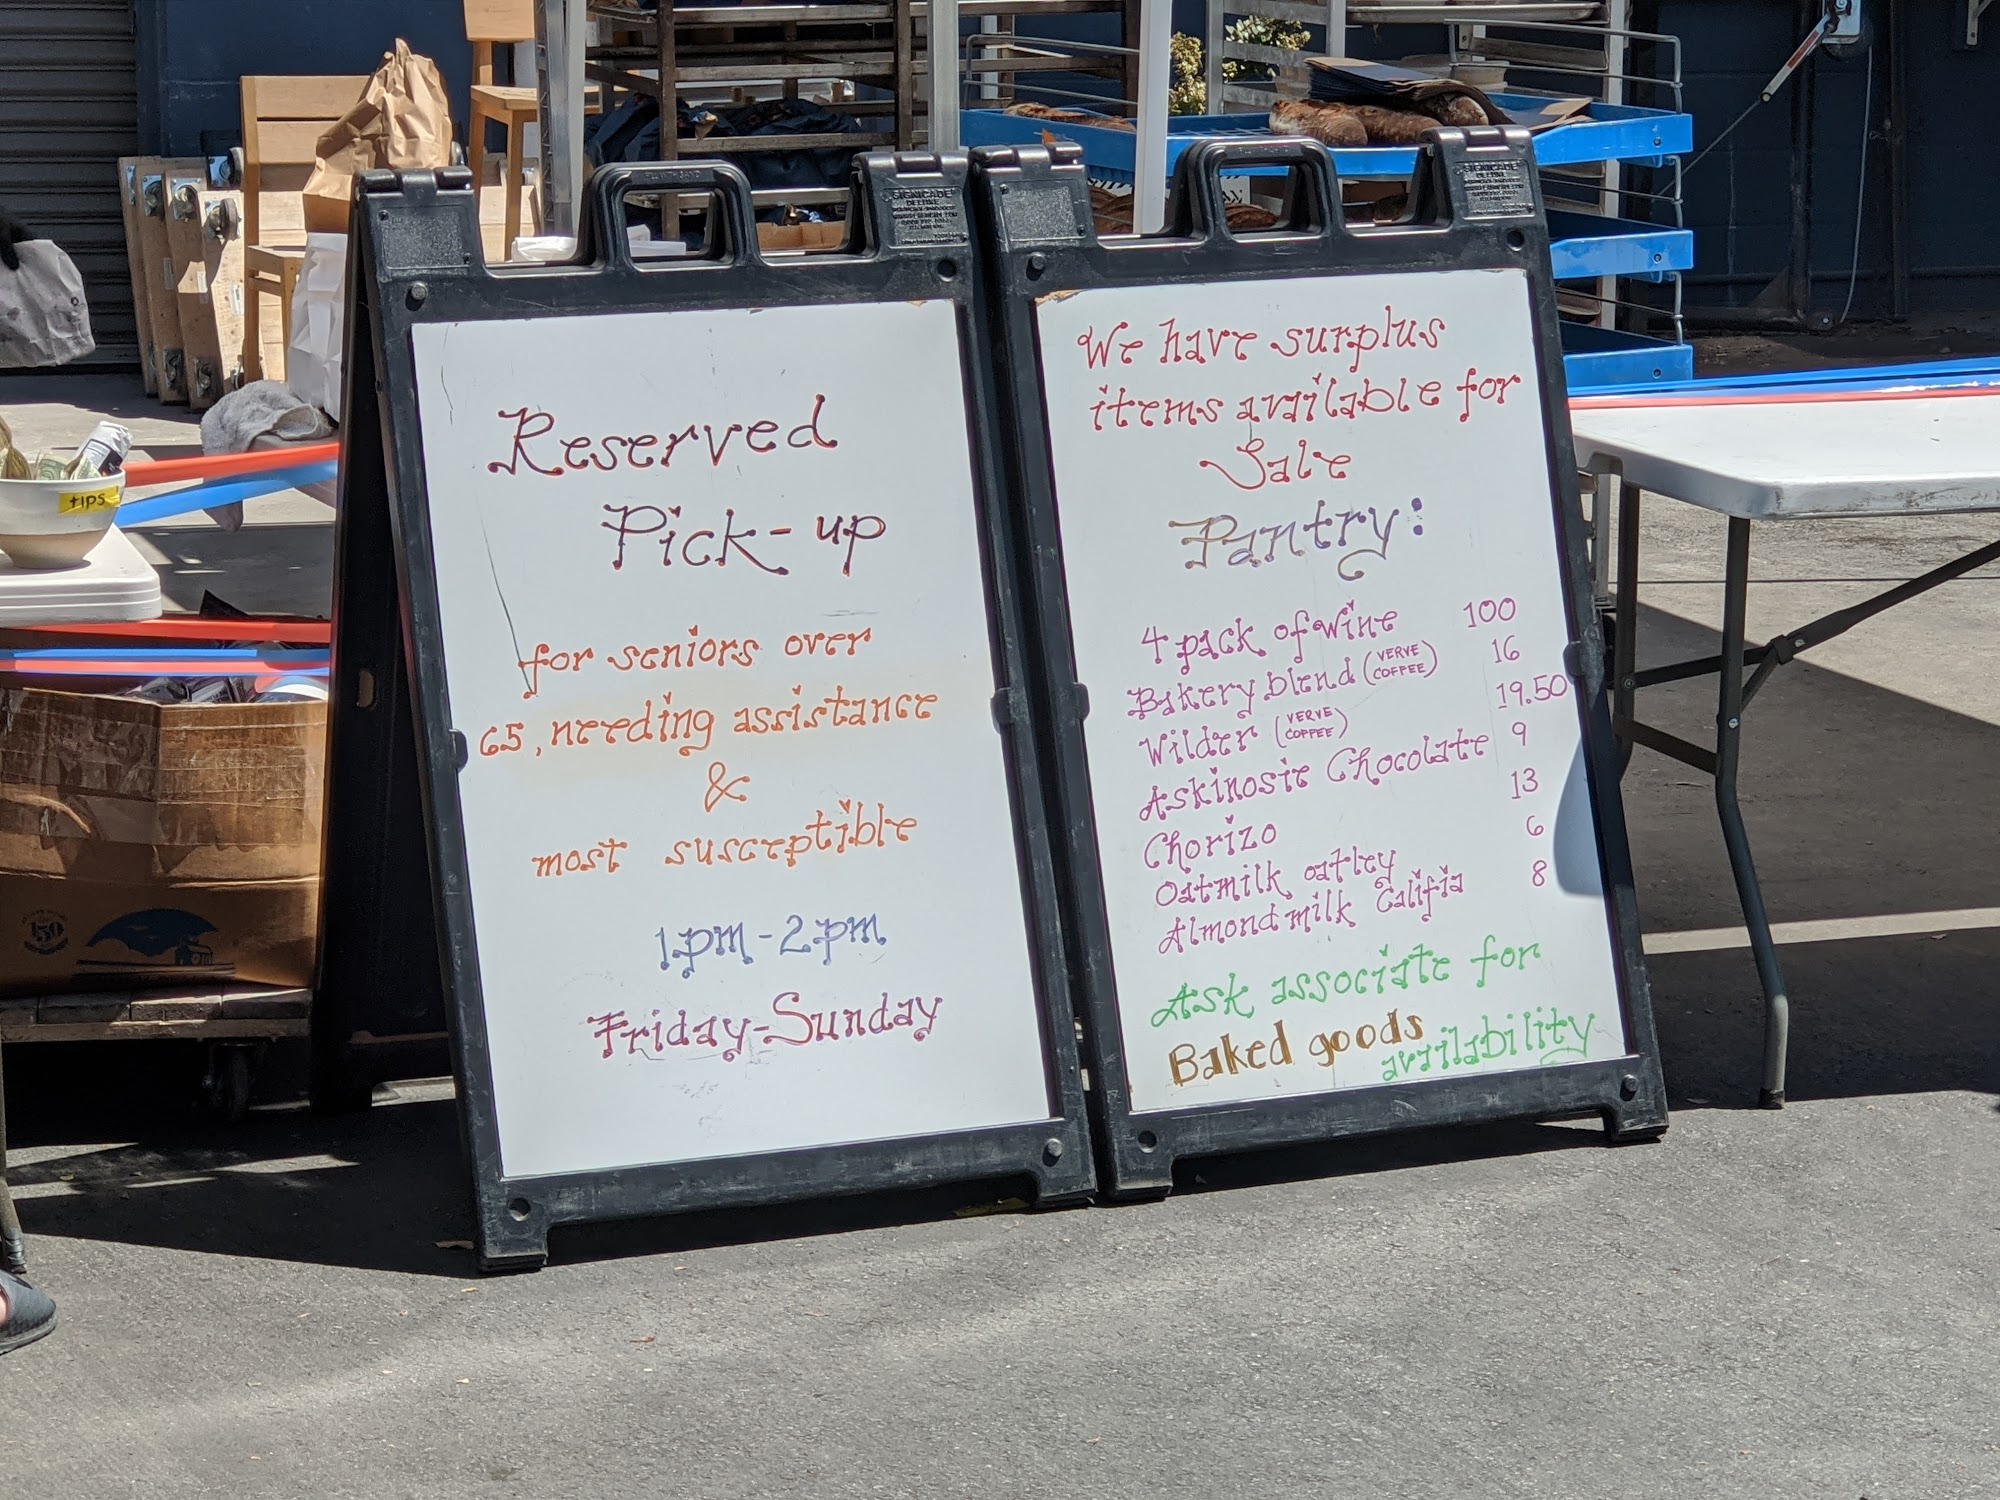 tips
Reserved
Pick-up
for seniors over
65, needing assistance
&
most susceptible
1pm-2pm
Friday-Sunday
SIGNICADE
DELUXE
We have surplus
items available for
Sale
Pantry:
4 pack of wine 100
Bakery blend (VERVE COFFEE) 16
Wilder (VERVE COFFEE) 19.50
Askinosie Chocolate 9
Chorizo 13
Oatmilk oatley 6
Almondmilk Califia 8
Ask associate for
Baked goods availability